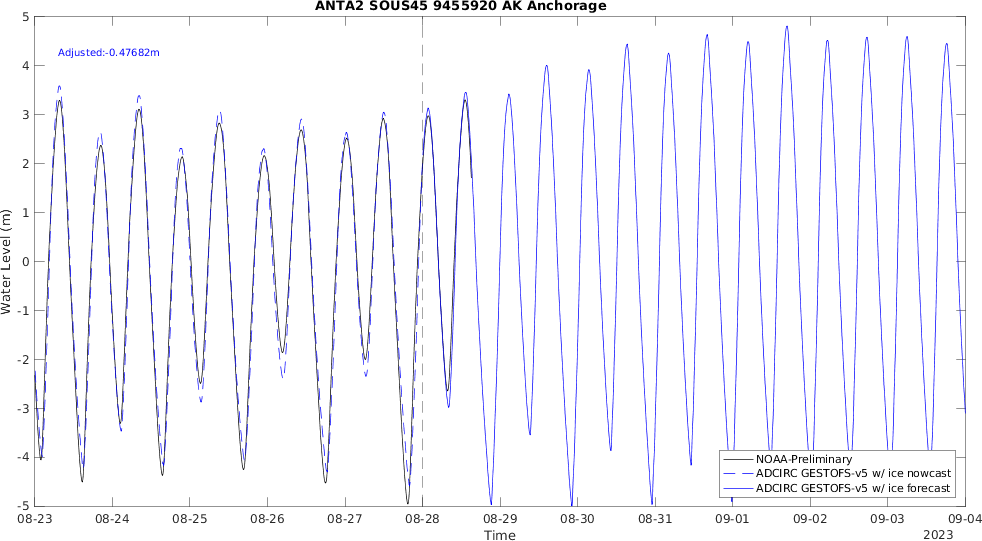 ANTA2 SOUS45 9455920 AK Anchorage
Adjusted:-0.47682m
5
4
3
2
1
0
-1
-2
-3
-4
-5
Water Level (m)
NOAA-Preliminary
ADCIRC GESTOFS-v5 w/ ice nowcast
ADCIRC GESTOFS-v5 w/ ice forecast
08-23 08-24 08-25 08-26 08-27 08-28 08-29 08-30 08-31 09-01 09-02 09-03 09-04
Time
2023